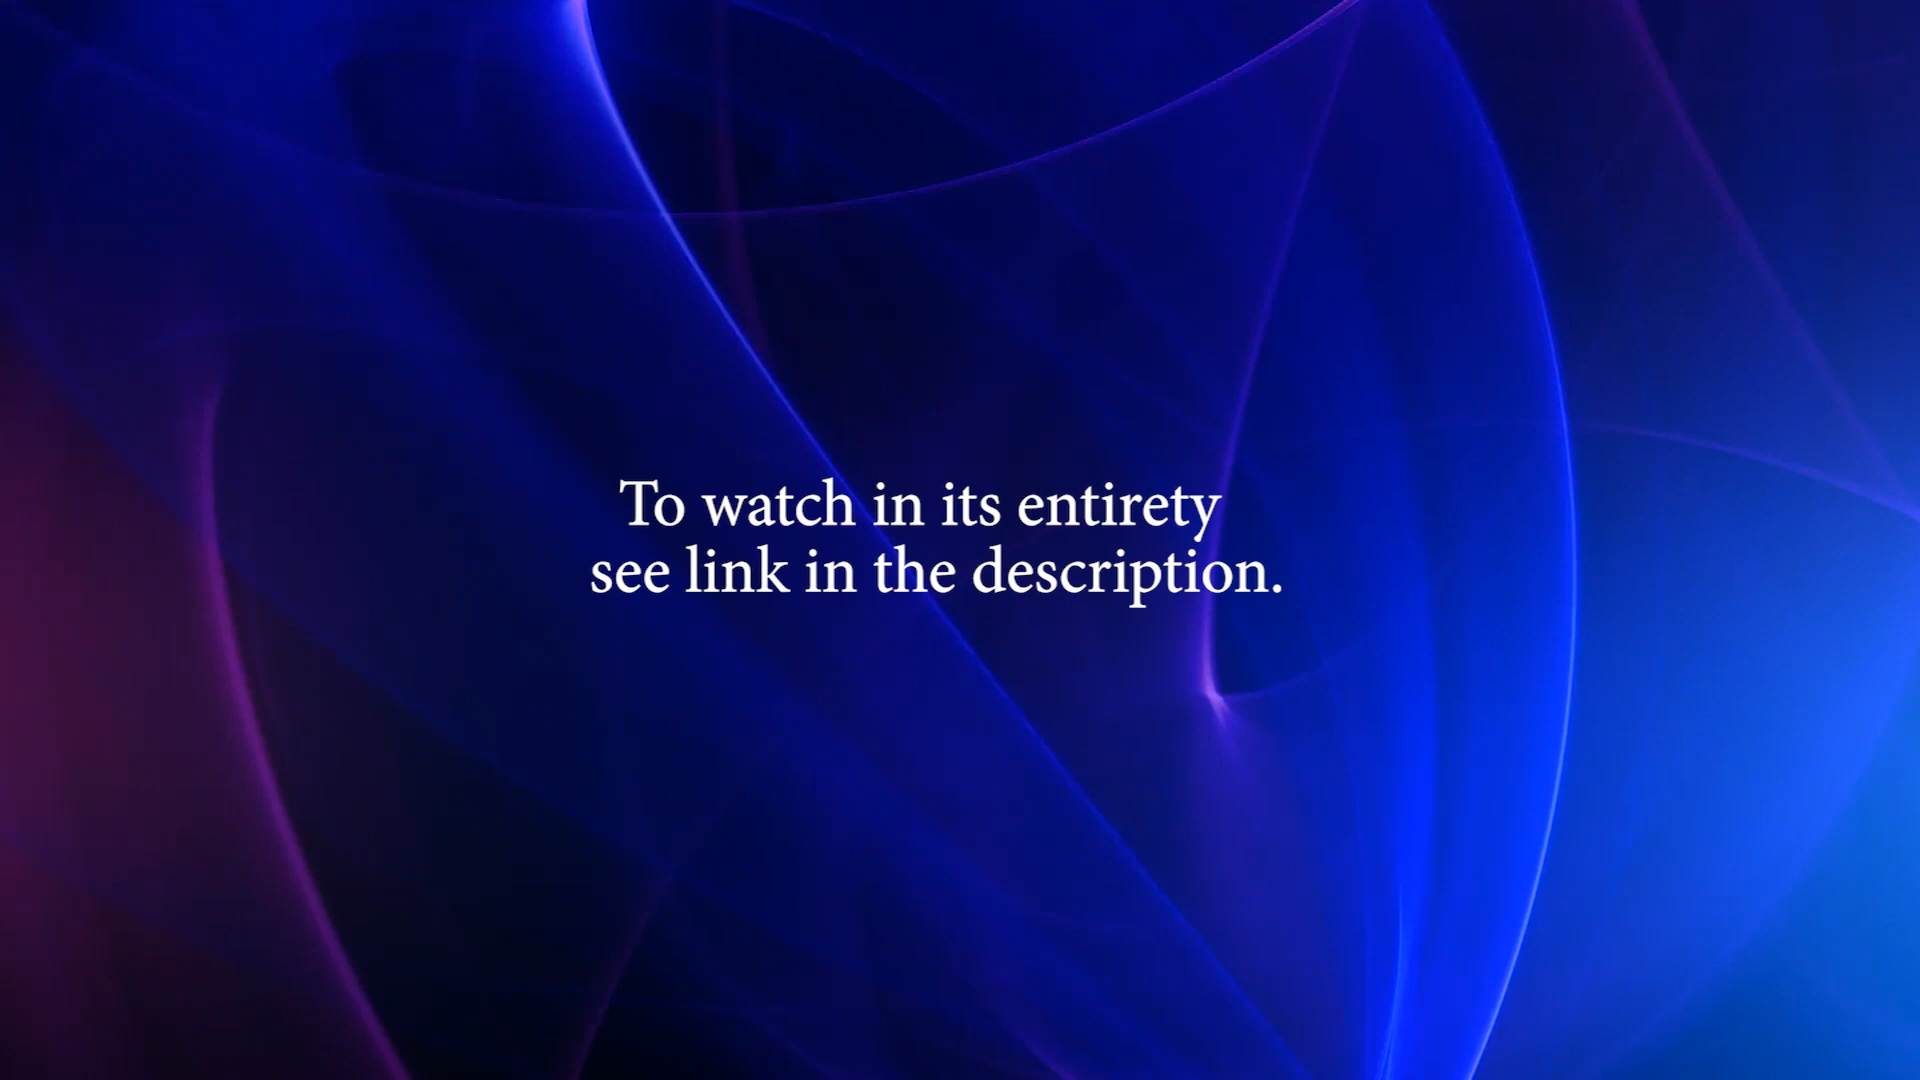 To watch in its entirety
see link in the description.